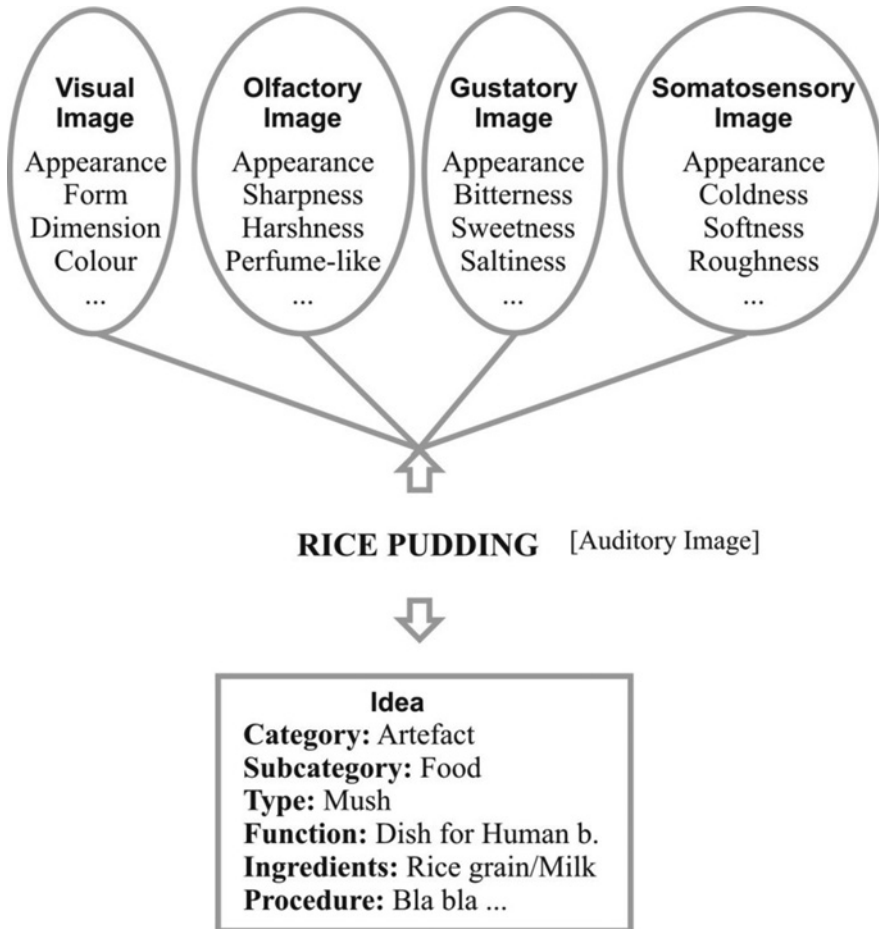 Visual
Image
Appearance
Form
Dimension
Colour
...
Olfactory
Image
Appearance
Sharpness
Harshness
Perfume-like
...
Gustatory
Image
Appearance
Bitterness
Sweetness
Saltiness
...
Somatosensory
Image
Appearance
Coldness
Softness
Roughness
...
RICE PUDDING [Auditory Image]
Idea
Category: Artefact
Subcategory: Food
Type: Mush
Function: Dish for Human b.
Ingredients: Rice grain/Milk
Procedure: Bla bla ...